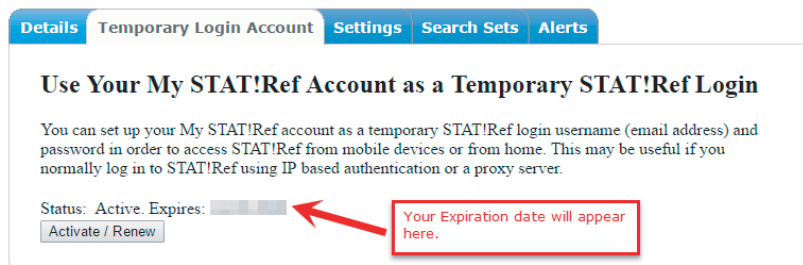 Details Temporary Login Account Settings Search Sets Alerts
Use Your My STAT!Ref Account as a Temporary STAT!Ref Login
You can set up your My STAT!Ref account as a temporary STAT!Ref login username (email address) and
password in order to access STAT!Ref from mobile devices or from home. This may be useful if you
normally log in to STAT!Ref using IP based authentication or a proxy server.
Status: Active. Expires:
Your Expiration date will appear
here.
Activate / Renew